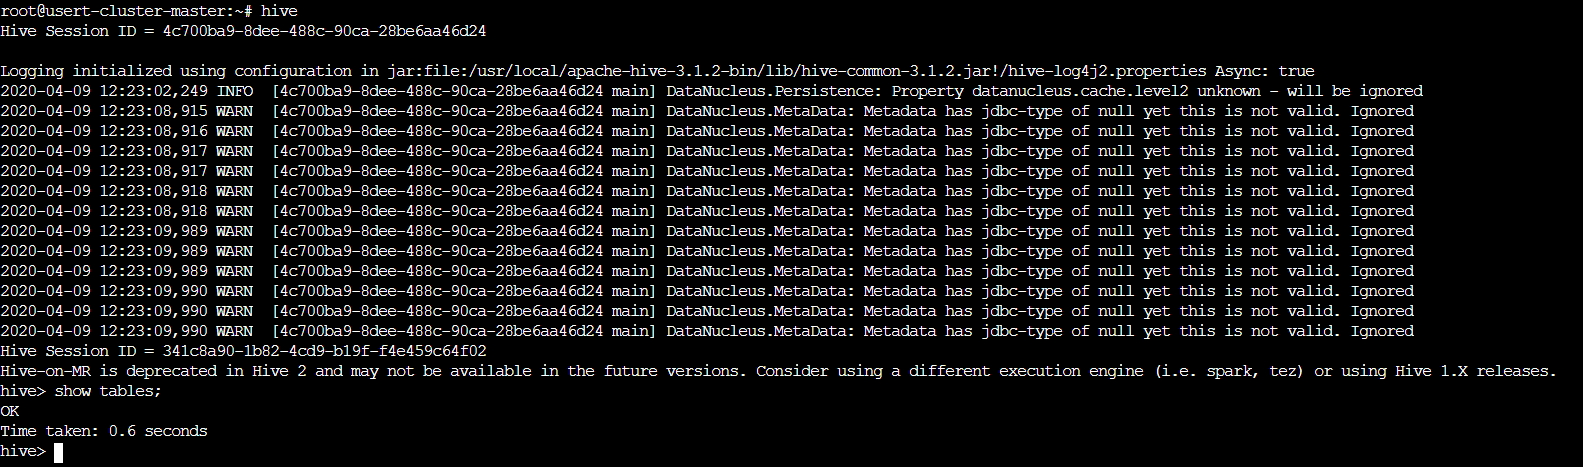 root@usert-cluster-master:~# hive
Hive Session ID = 4c700ba9-8dee-488c-90ca-28be6aa46d24
Logging initialized using configuration in jar:file:/usr/local/apache-hive-3.1.2-bin/lib/hive-common-3.1.2.jar!/hive-log4j2.properties Async: true
2020-04-09 12:23:02,249 INFO  [4c700ba9-8dee-488c-90ca-28be6aa46d24 main] DataNucleus.Persistence: Property datanucleus.cache.level2 unknown - will be ignored
2020-04-09 12:23:08,915 WARN  [4c700ba9-8dee-488c-90ca-28be6aa46d24 main] DataNucleus.MetaData: Metadata has jdbc-type of null yet this is not valid. Ignored
2020-04-09 12:23:08,916 WARN  [4c700ba9-8dee-488c-90ca-28be6aa46d24 main] DataNucleus.MetaData: Metadata has jdbc-type of null yet this is not valid. Ignored
2020-04-09 12:23:08,917 WARN  [4c700ba9-8dee-488c-90ca-28be6aa46d24 main] DataNucleus.MetaData: Metadata has jdbc-type of null yet this is not valid. Ignored
2020-04-09 12:23:08,917 WARN  [4c700ba9-8dee-488c-90ca-28be6aa46d24 main] DataNucleus.MetaData: Metadata has jdbc-type of null yet this is not valid. Ignored
2020-04-09 12:23:08,918 WARN  [4c700ba9-8dee-488c-90ca-28be6aa46d24 main] DataNucleus.MetaData: Metadata has jdbc-type of null yet this is not valid. Ignored
2020-04-09 12:23:08,918 WARN  [4c700ba9-8dee-488c-90ca-28be6aa46d24 main] DataNucleus.MetaData: Metadata has jdbc-type of null yet this is not valid. Ignored
2020-04-09 12:23:09,989 WARN  [4c700ba9-8dee-488c-90ca-28be6aa46d24 main] DataNucleus.MetaData: Metadata has jdbc-type of null yet this is not valid. Ignored
2020-04-09 12:23:09,989 WARN  [4c700ba9-8dee-488c-90ca-28be6aa46d24 main] DataNucleus.MetaData: Metadata has jdbc-type of null yet this is not valid. Ignored
2020-04-09 12:23:09,989 WARN  [4c700ba9-8dee-488c-90ca-28be6aa46d24 main] DataNucleus.MetaData: Metadata has jdbc-type of null yet this is not valid. Ignored
2020-04-09 12:23:09,990 WARN  [4c700ba9-8dee-488c-90ca-28be6aa46d24 main] DataNucleus.MetaData: Metadata has jdbc-type of null yet this is not valid. Ignored
2020-04-09 12:23:09,990 WARN  [4c700ba9-8dee-488c-90ca-28be6aa46d24 main] DataNucleus.MetaData: Metadata has jdbc-type of null yet this is not valid. Ignored
2020-04-09 12:23:09,990 WARN  [4c700ba9-8dee-488c-90ca-28be6aa46d24 main] DataNucleus.MetaData: Metadata has jdbc-type of null yet this is not valid. Ignored
Hive Session ID = 341c8a90-1b82-4cd9-b19f-f4e459c64f02
Hive-on-MR is deprecated in Hive 2 and may not be available in the future versions. Consider using a different execution engine (i.e. spark, tez) or using Hive 1.X releases.
hive> show tables;
OK
Time taken: 0.6 seconds
hive>